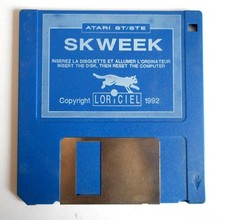 ATARI ST/STE
SKWEEK
INSEREZ LA DISQUETTE ET ALLUMER L'ORDINATEUR
INSERT THE DISK, THEN RESET THE COMPUTER
Copyright LORICIEL 1992